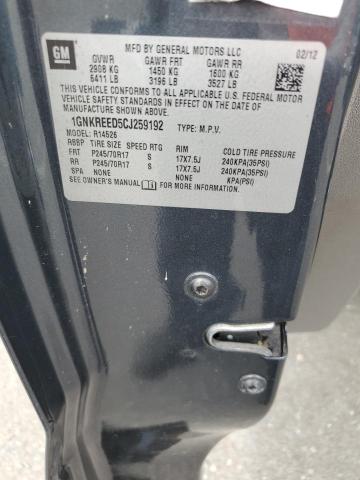 GM
MFD BY GENERAL MOTORS LLC 02/12
GVWR GAWR FRT GAWR RR
2908 KG 1450 KG 1600 KG
6411 LB 3196 LB 3527 LB
THIS VEHICLE CONFORMS TO ALL APPLICABLE U.S. FEDERAL MOTOR
VEHICLE SAFETY STANDARDS IN EFFECT ON THE DATE OF
MANUFACTURE SHOWN ABOVE.
1GNKREED5CJ259192 TYPE: M.P.V.
MODEL: R14526
RBBP TIRE SIZE SPEED RTG RIM COLD TIRE PRESSURE
FRT P245/70R17 S 17X7.5J 240KPA(35PSI)
RR P245/70R17 S 17X7.5J 240KPA(35PSI)
SPA NONE NONE KPA(PSI)
SEE OWNER'S MANUAL FOR ADDITIONAL INFORMATION